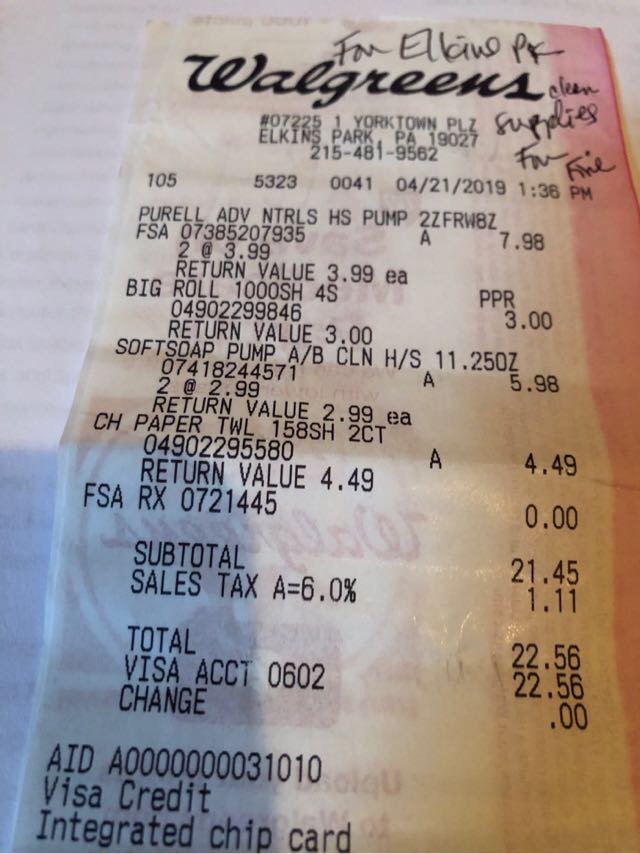 For Elkins Pk
Walgreens
clean
supplies
For Fire
#07225 1 YORKTOWN PLZ
ELKINS PARK, PA 19027
215-481-9562
105 5323 0041 04/21/2019 1:36 PM
PURELL ADV NTRLS HS PUMP 2ZFRW8Z
FSA 07385207935 A 7.98
2 @ 3.99
RETURN VALUE 3.99 ea
BIG ROLL 1000SH 4S PPR
04902299846 3.00
RETURN VALUE 3.00
SOFTSOAP PUMP A/B CLN H/S 11.25OZ
07418244571 A 5.98
2 @ 2.99
RETURN VALUE 2.99 ea
CH PAPER TWL 158SH 2CT
04902295580 A 4.49
RETURN VALUE 4.49
FSA RX 0721445 0.00
SUBTOTAL 21.45
SALES TAX A=6.0% 1.11
TOTAL 22.56
VISA ACCT 0602 22.56
CHANGE .00
AID A0000000031010
Visa Credit
Integrated chip card